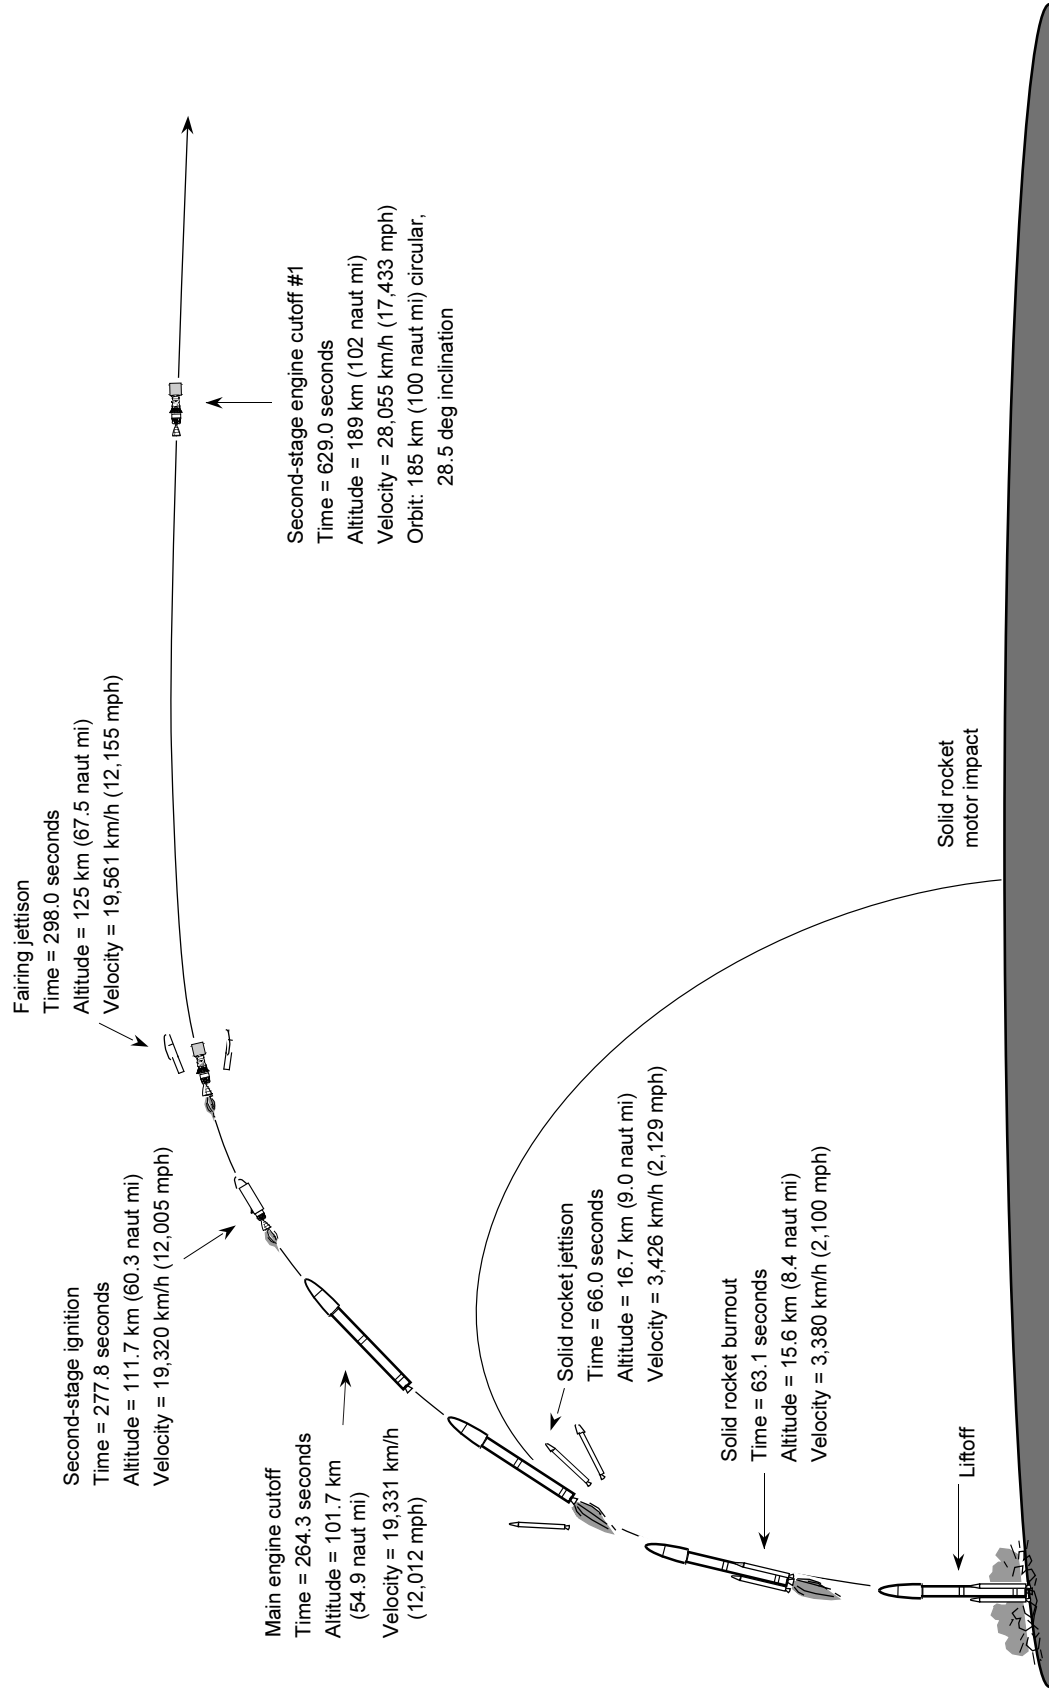 Fairing jettison
Time = 298.0 seconds
Altitude = 125 km (67.5 naut mi)
Velocity = 19,561 km/h (12,155 mph)
Second-stage ignition
Time = 277.8 seconds
Altitude = 111.7 km (60.3 naut mi)
Velocity = 19,320 km/h (12,005 mph)
Second-stage engine cutoff #1
Time = 629.0 seconds
Altitude = 189 km (102 naut mi)
Velocity = 28,055 km/h (17,433 mph)
Orbit: 185 km (100 naut mi) circular,
28.5 deg inclination
Main engine cutoff
Time = 264.3 seconds
Altitude = 101.7 km
(54.9 naut mi)
Velocity = 19,331 km/h
(12,012 mph)
Solid rocket jettison
Time = 66.0 seconds
Altitude = 16.7 km (9.0 naut mi)
Velocity = 3,426 km/h (2,129 mph)
Solid rocket burnout
Time = 63.1 seconds
Altitude = 15.6 km (8.4 naut mi)
Velocity = 3,380 km/h (2,100 mph)
Solid rocket
motor impact
Liftoff